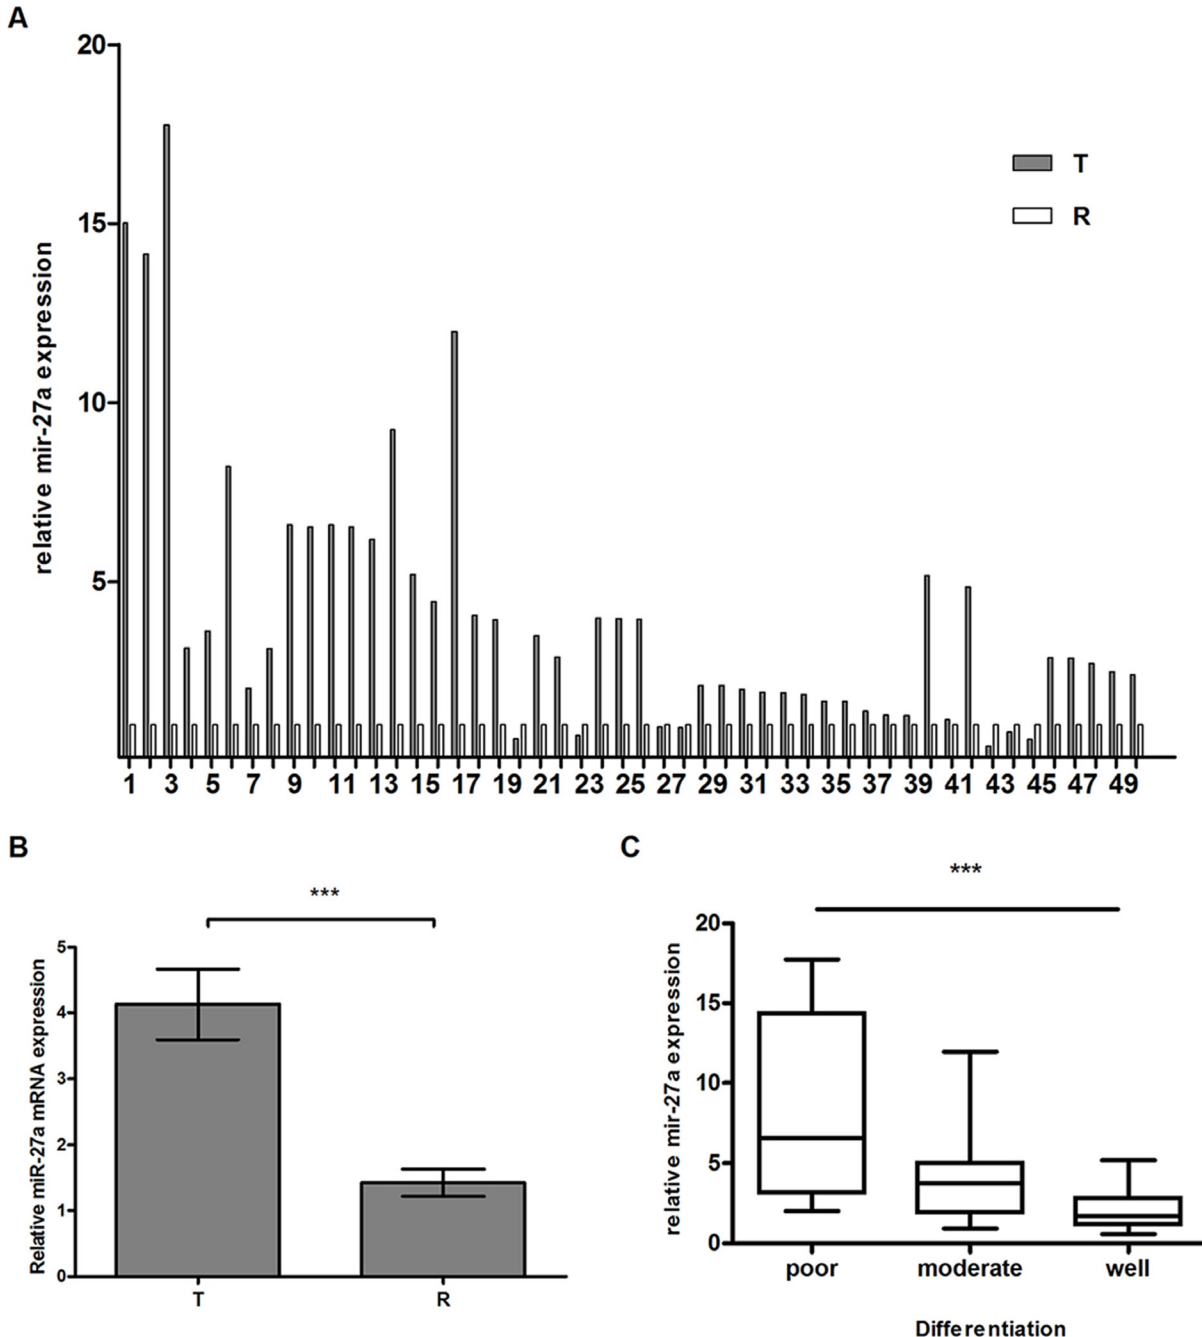 A
20
15
10
5
relative mir-27a expression
T
R
1 3 5 7 9 11 13 15 17 19 21 23 25 27 29 31 33 35 37 39 41 43 45 47 49
B
***
5
4
3
2
1
0
Relative miR-27a mRNA expression
T R
C
***
20
15
10
5
0
relative mir-27a expression
poor moderate well
Differentiation